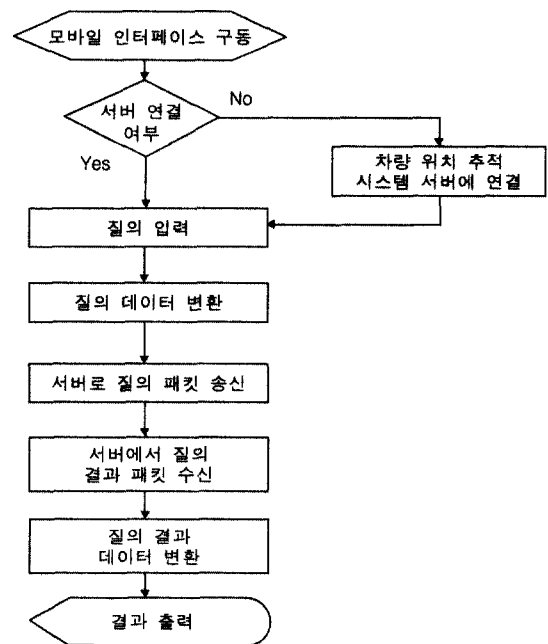 모바일 인터페이스 구동
서버 연결
여부
No
Yes
차량 위치 추적
시스템 서버에 연결
질의 입력
질의 데이터 변환
서버로 질의 패킷 송신
서버에서 질의
결과 패킷 수신
질의 결과
데이터 변환
결과 출력